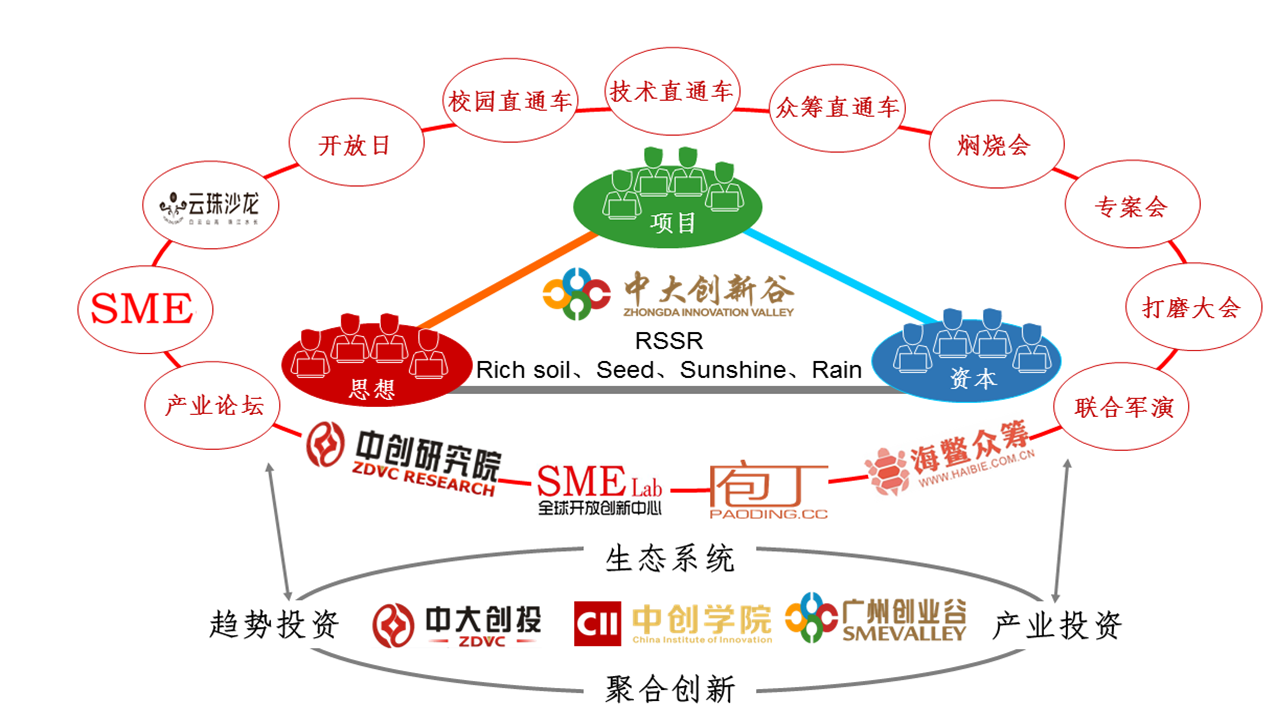 技术直通车
校园直通车
众筹直通车
开放日
焖烧会
云珠沙龙
专案会
项目
SME
中大创新谷
ZHONGDA INNOVATION VALLEY
打磨大会
RSSR
Rich soil、Seed、Sunshine、Rain
思想
资本
产业论坛
联合军演
中创研究院
ZDVC RESEARCH
SME Lab
全球开放创新中心
庖丁
PAODING.CC
海鳖众筹
WWW.HAIBIE.COM.CN
生态系统
趋势投资
中大创投
ZDVC
CII
中创学院
China Institute of Innovation
广州创业谷
SMEVALLEY
产业投资
聚合创新